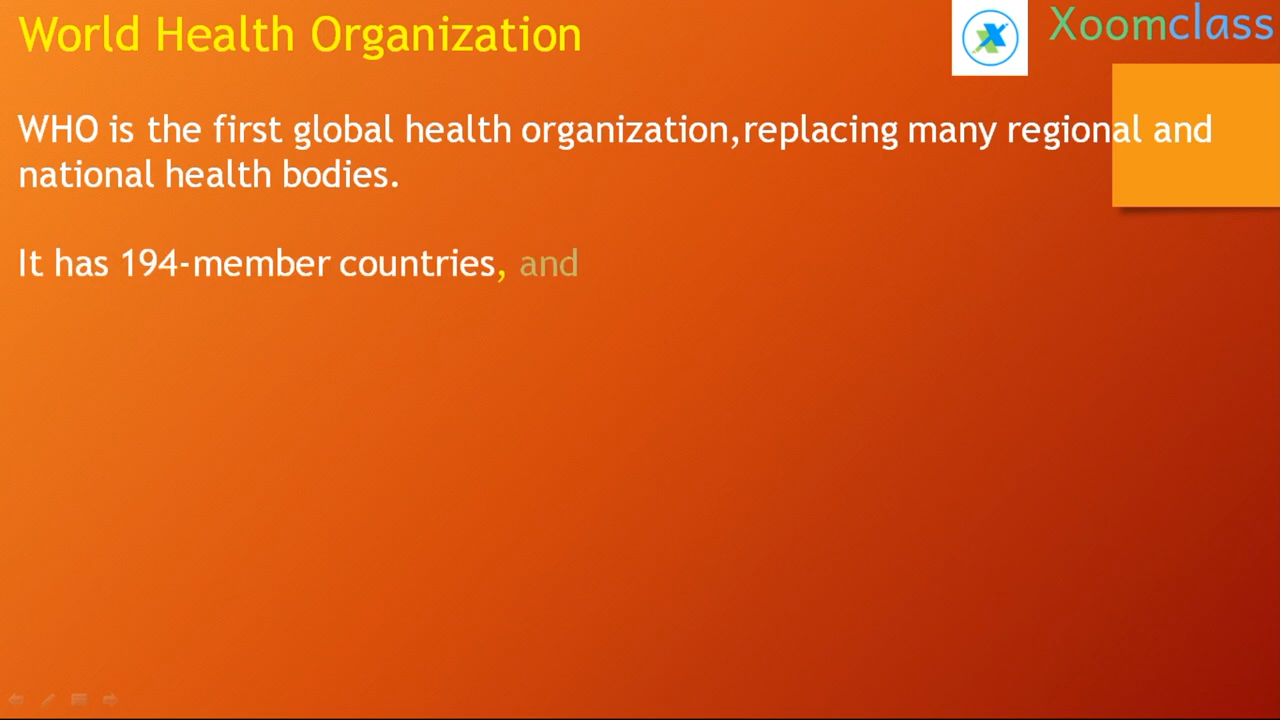 World Health Organization
Xoomclass
WHO is the first global health organization,replacing many regional and
national health bodies.
It has 194-member countries, and